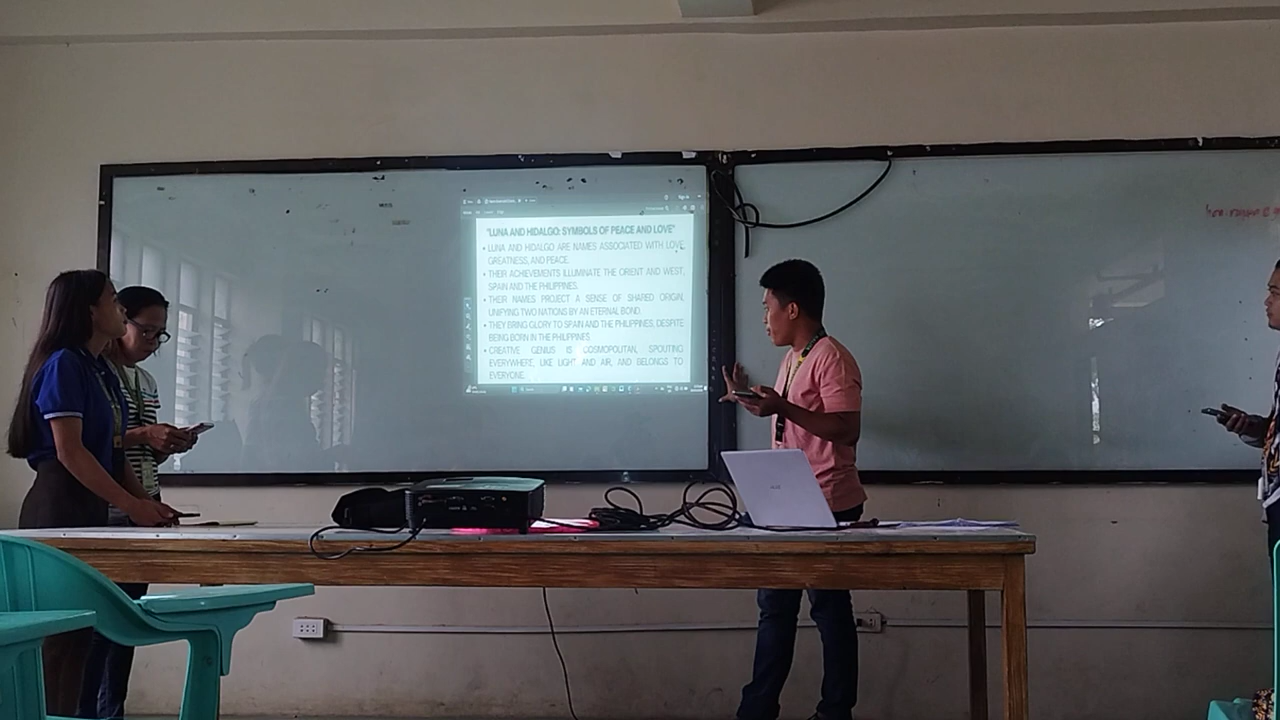 "LUNA AND HIDALGO: SYMBOLS OF PEACE AND LOVE"
• LUNA AND HIDALGO ARE NAMES ASSOCIATED WITH LOVE,
GREATNESS, AND PEACE.
• THEIR ACHIEVEMENTS ILLUMINATE THE ORIENT AND WEST,
SPAIN AND THE PHILIPPINES.
• THEIR NAMES PROJECT A SENSE OF SHARED ORIGIN,
UNIFYING TWO NATIONS BY AN ETERNAL BOND.
• THEY BRING GLORY TO SPAIN AND THE PHILIPPINES, DESPITE
BEING BORN IN THE PHILIPPINES
• CREATIVE GENIUS IS COSMOPOLITAN, SPOUTING
EVERYWHERE, LIKE LIGHT AND AIR, AND BELONGS TO
EVERYONE.